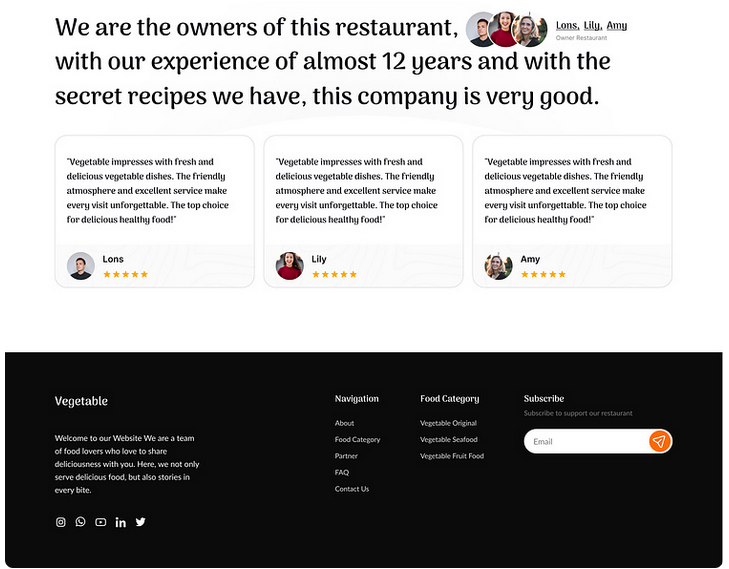 We are the owners of this restaurant,
Lons, Lily, Amy
Owner Restaurant
with our experience of almost 12 years and with the
secret recipes we have, this company is very good.
"Vegetable impresses with fresh and
delicious vegetable dishes. The friendly
atmosphere and excellent service make
every visit unforgettable. The top choice
for delicious healthy food!"
Lons
"Vegetable impresses with fresh and
delicious vegetable dishes. The friendly
atmosphere and excellent service make
every visit unforgettable. The top choice
for delicious healthy food!"
Lily
"Vegetable impresses with fresh and
delicious vegetable dishes. The friendly
atmosphere and excellent service make
every visit unforgettable. The top choice
for delicious healthy food!"
Amy
Vegetable
Welcome to our Website We are a team
of food lovers who love to share
deliciousness with you. Here, we not only
serve delicious food, but also stories in
every bite.
Navigation
About
Food Category
Partner
FAQ
Contact Us
Food Category
Vegetable Original
Vegetable Seafood
Vegetable Fruit Food
Subscribe
Subscribe to support our restaurant
Email